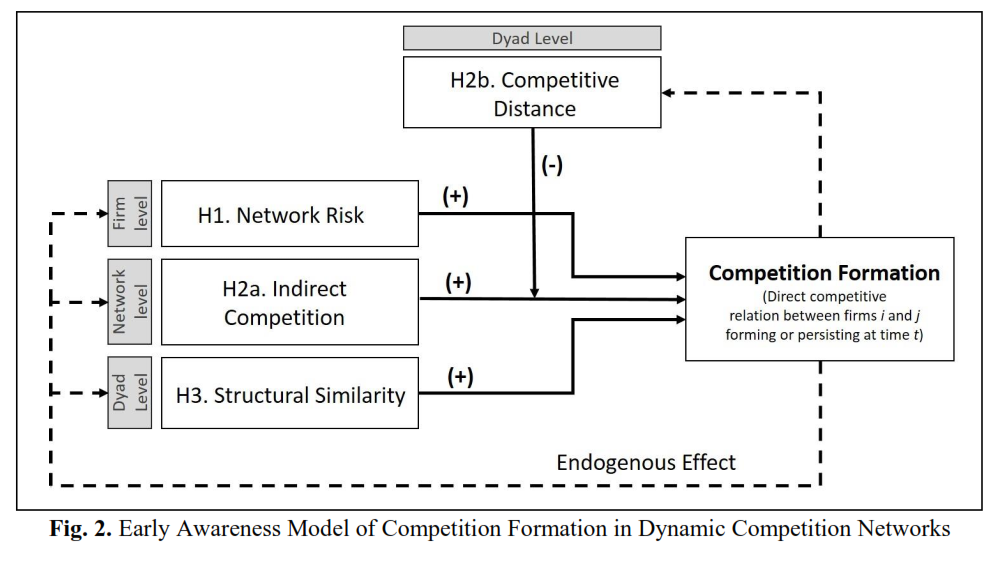 Dyad Level
H2b. Competitive
Distance
(-)
Firm
level
H1. Network Risk
(+)
Network
level
H2a. Indirect
Competition
(+)
Dyad
Level
H3. Structural Similarity
(+)
Competition Formation
(Direct competitive
relation between firms i and j
forming or persisting at time t)
Endogenous Effect
Fig. 2. Early Awareness Model of Competition Formation in Dynamic Competition Networks